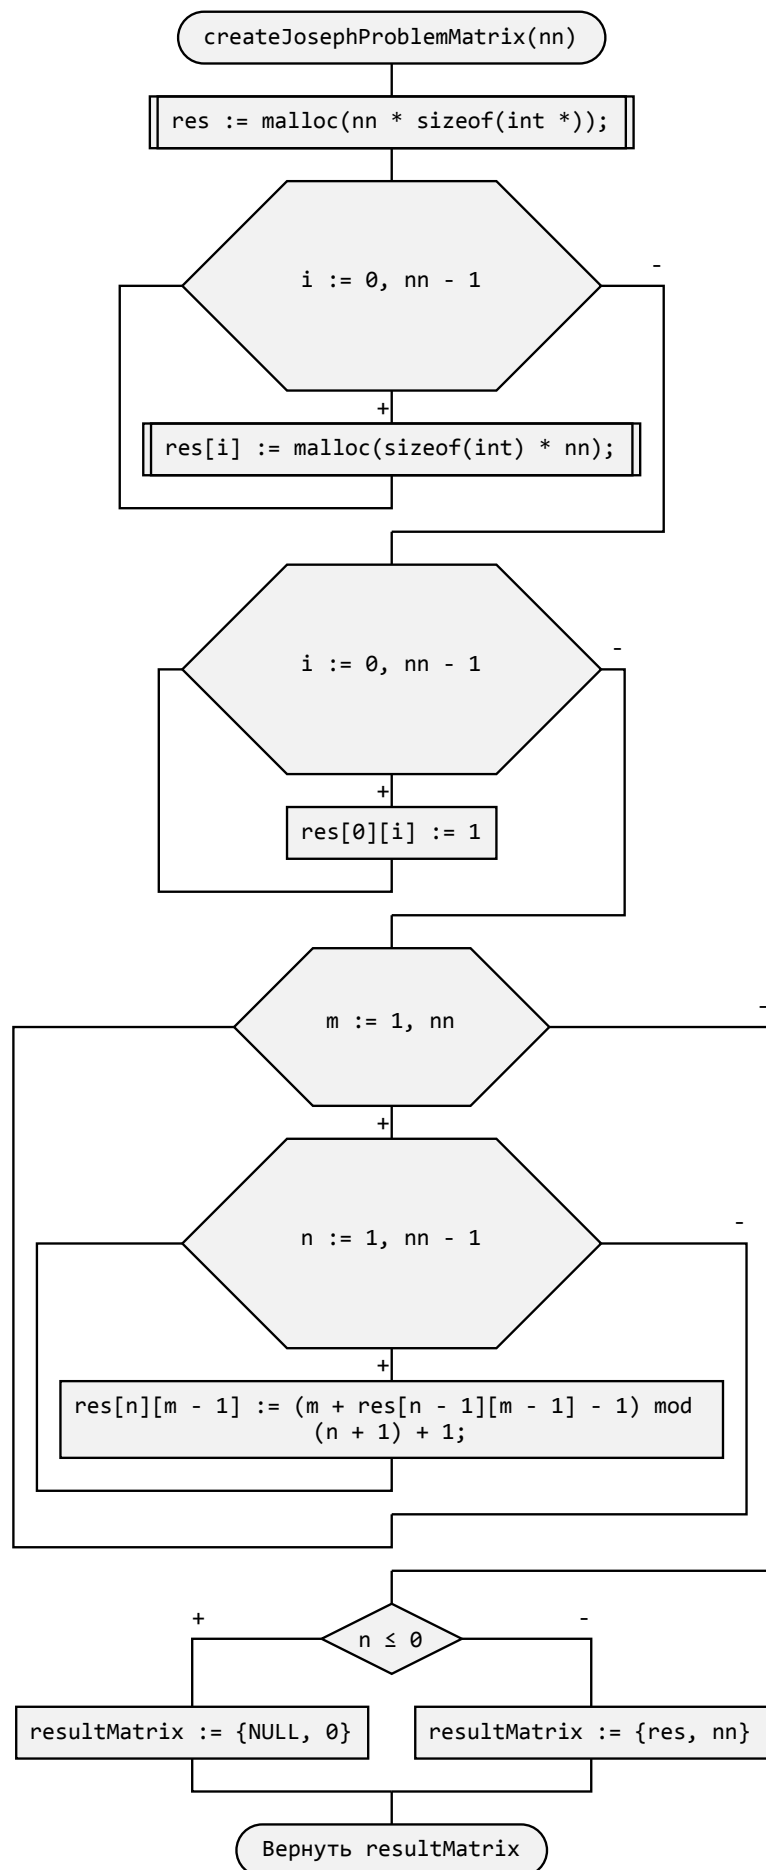 createJosephProblemMatrix(nn)
res := malloc(nn * sizeof(int *));
i := 0, nn - 1
-
+
res[i] := malloc(sizeof(int) * nn);
i := 0, nn - 1
-
+
res[0][i] := 1
m := 1, nn
-
+
n := 1, nn - 1
-
+
res[n][m - 1] := (m + res[n - 1][m - 1] - 1) mod
(n + 1) + 1;
+
-
n ≤ 0
resultMatrix := {NULL, 0}
resultMatrix := {res, nn}
Вернуть resultMatrix